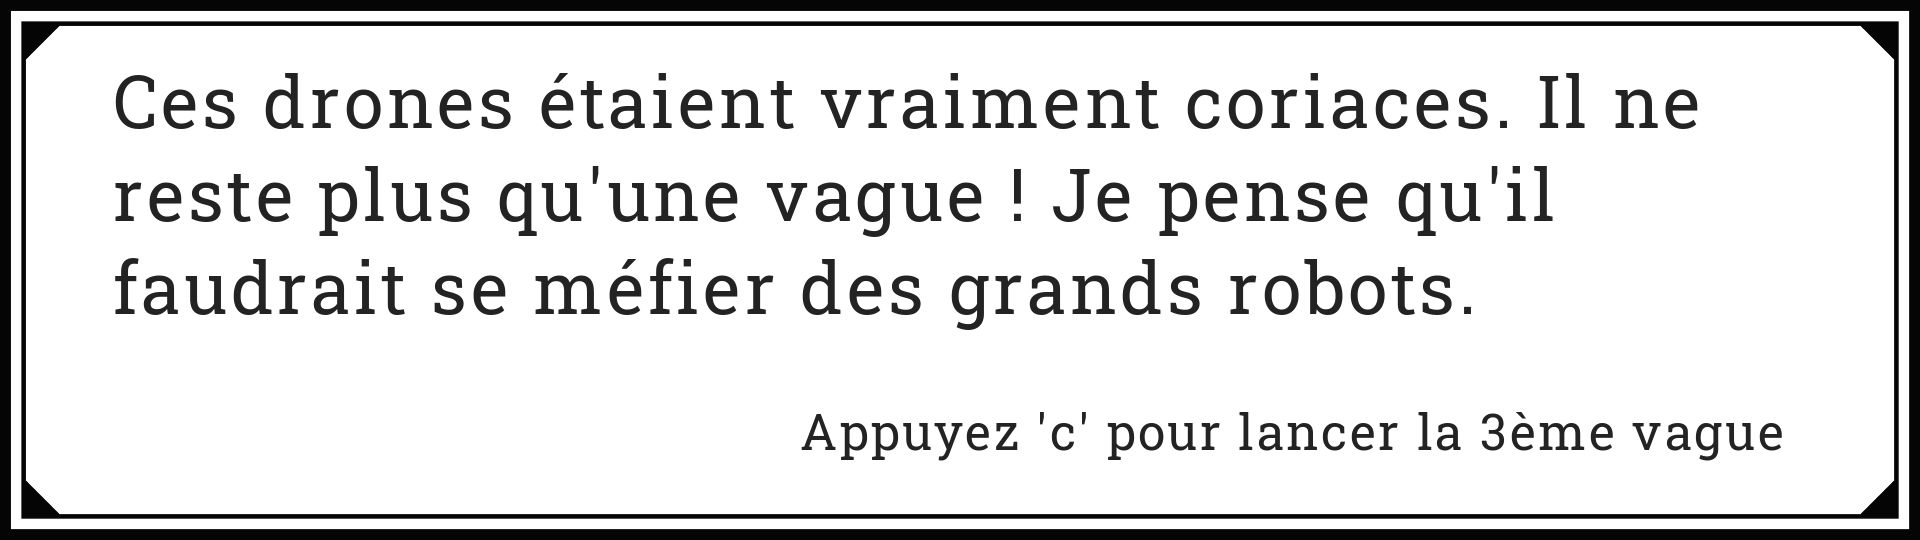 Ces drones étaient vraiment coriaces. Il ne
reste plus qu'une vague ! Je pense qu'il
faudrait se méfier des grands robots.
Appuyez 'c' pour lancer la 3ème vague